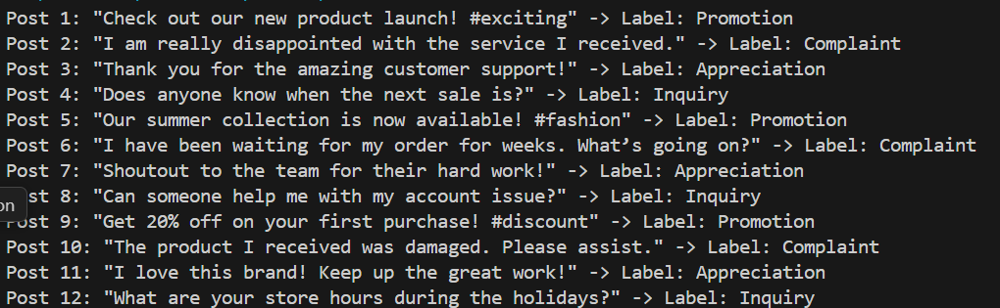 Post 1: "Check out our new product launch! #exciting" -> Label: Promotion
Post 2: "I am really disappointed with the service I received." -> Label: Complaint
Post 3: "Thank you for the amazing customer support!" -> Label: Appreciation
Post 4: "Does anyone know when the next sale is?" -> Label: Inquiry
Post 5: "Our summer collection is now available! #fashion" -> Label: Promotion
Post 6: "I have been waiting for my order for weeks. What’s going on?" -> Label: Complaint
Post 7: "Shoutout to the team for their hard work!" -> Label: Appreciation
on st 8: "Can someone help me with my account issue?" -> Label: Inquiry
Post 9: "Get 20% off on your first purchase! #discount" -> Label: Promotion
Post 10: "The product I received was damaged. Please assist." -> Label: Complaint
Post 11: "I love this brand! Keep up the great work!" -> Label: Appreciation
Post 12: "What are your store hours during the holidays?" -> Label: Inquiry